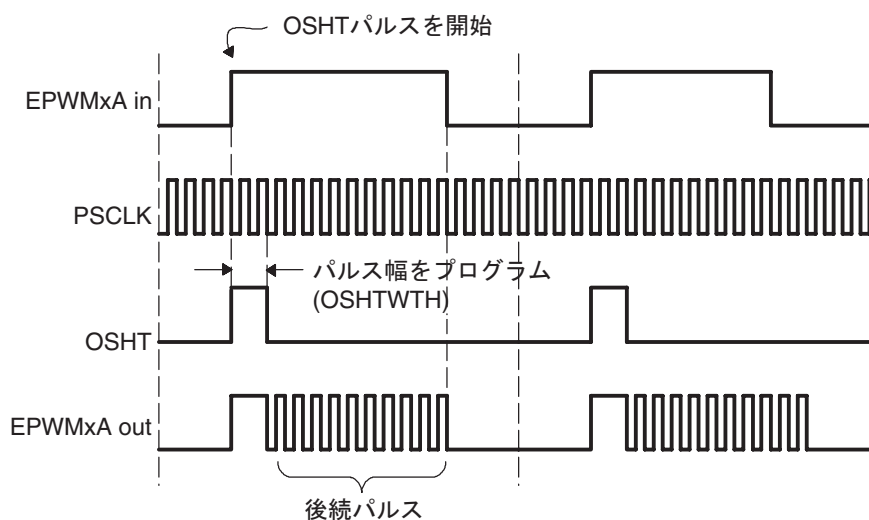 OSHTパルスを開始
EPWMxA in
PSCLK
パルス幅をプログラム
(OSHTWTH)
OSHT
EPWMxA out
後続パルス